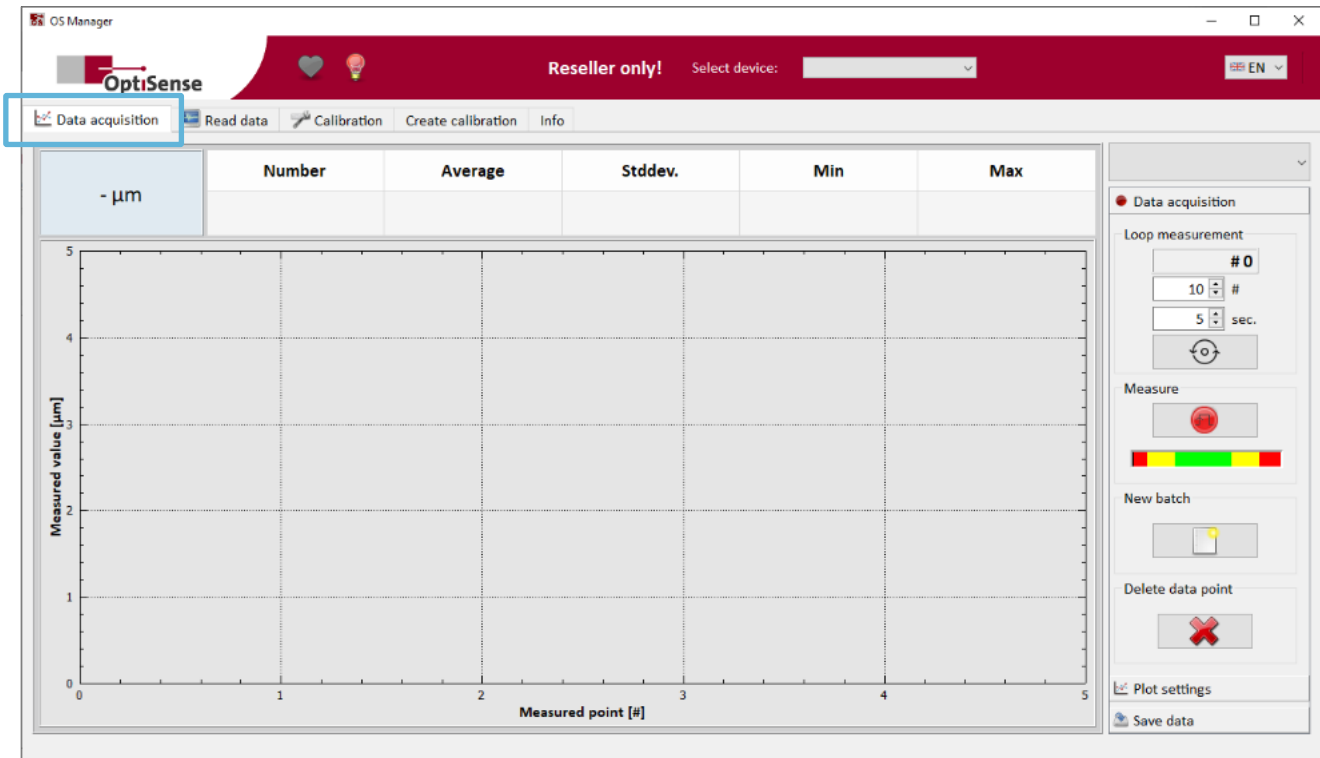 OS Manager
OptiSense
Reseller only! Select device:
EN
Data acquisition Read data Calibration Create calibration Info
- µm
Number Average Stddev. Min Max
Data acquisition
Loop measurement
# 0
10 #
5 sec.
Measure
New batch
Delete data point
Plot settings
Save data
Measured value [µm]
5
4
3
2
1
0
0 1 2 3 4 5
Measured point [#]